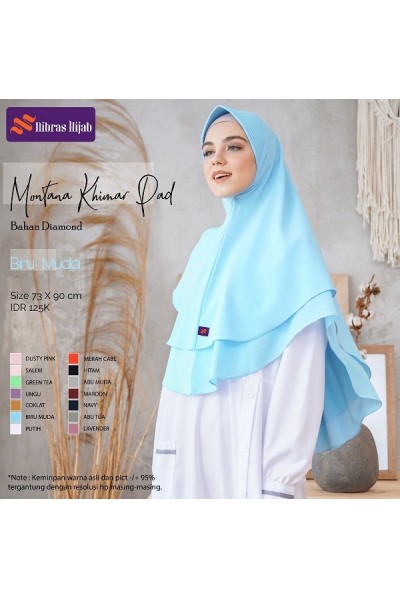 Nibras Hijab
Montana Khimar Pad
Bahan Diamond
Biru Muda
Size 73 X 90 cm
IDR 125K
DUSTY PINK
MERAH CABE
SALEM
HITAM
GREEN TEA
ABU MUDA
UNGU
MAROON
COKLAT
NAVY
BIRU MUDA
ABU TUA
PUTIH
LAVENDER
*Note : Kemiripan warna asli dan pict -/+ 95%
tergantung dengan resolusi hp masing-masing.